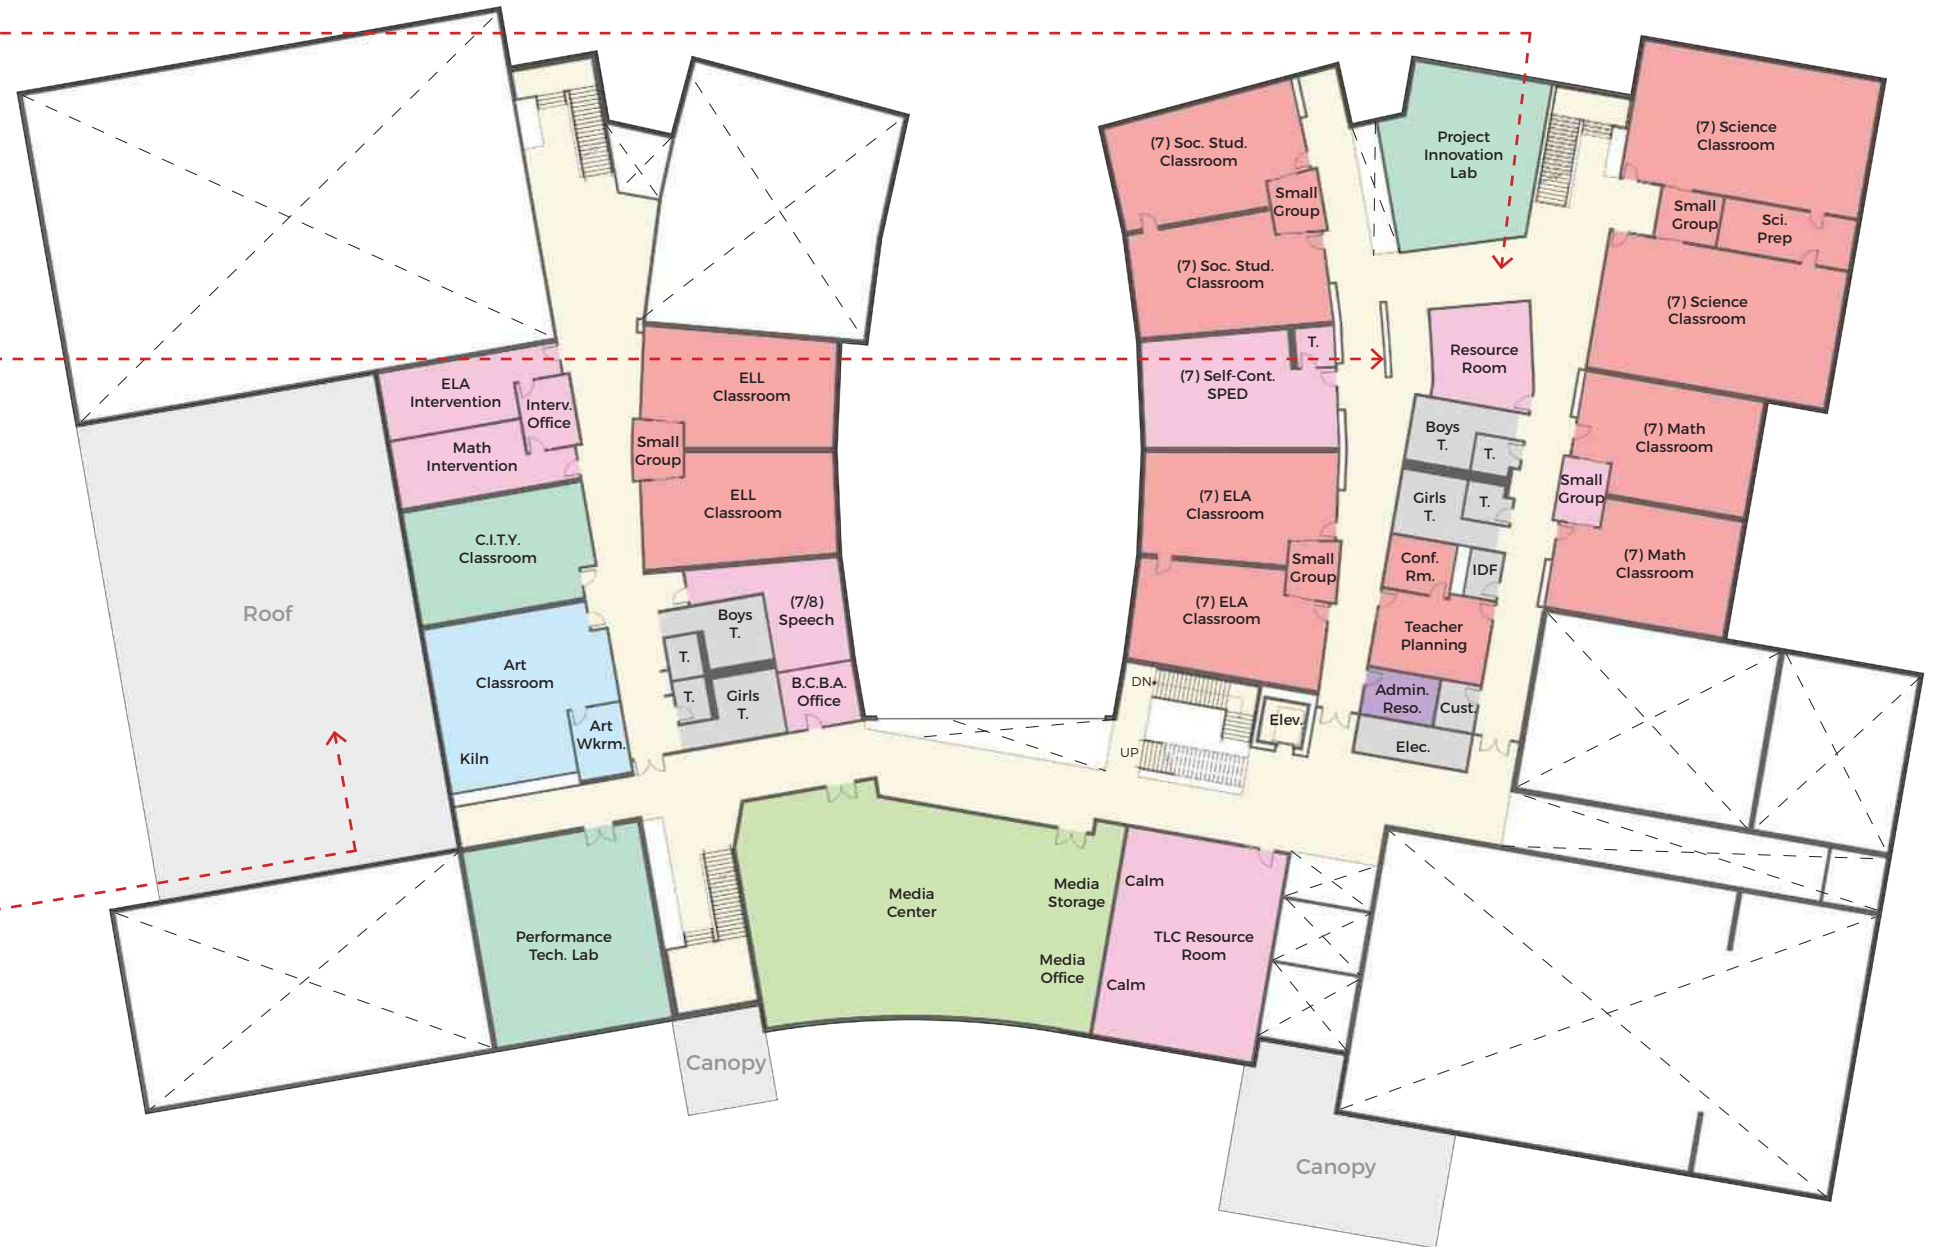 (7) Soc. Stud.
Classroom
Small
Group
(7) Soc. Stud.
Classroom
T.
(7) Self-Cont.
SPED
(7) ELA
Classroom
Small
Group
(7) ELA
Classroom
Project
Innovation
Lab
(7) Science
Classroom
Small
Group
Sci.
Prep
(7) Science
Classroom
Resource
Room
Boys
T.
T.
Girls
T.
T.
(7) Math
Classroom
Small
Group
(7) Math
Classroom
Conf.
Rm.
IDF
Teacher
Planning
Admin.
Reso.
Cust.
Elec.
DN
UP
Elev.
ELA
Intervention
Interv.
Office
Math
Intervention
C.I.T.Y.
Classroom
Art
Classroom
Kiln
Art
Wkrm.
Roof
ELL
Classroom
Small
Group
ELL
Classroom
(7/8)
Speech
Boys
T.
T.
T.
Girls
T.
B.C.B.A.
Office
Performance
Tech. Lab
Media
Center
Media
Storage
Media
Office
Calm
TLC Resource
Room
Calm
Canopy
Canopy